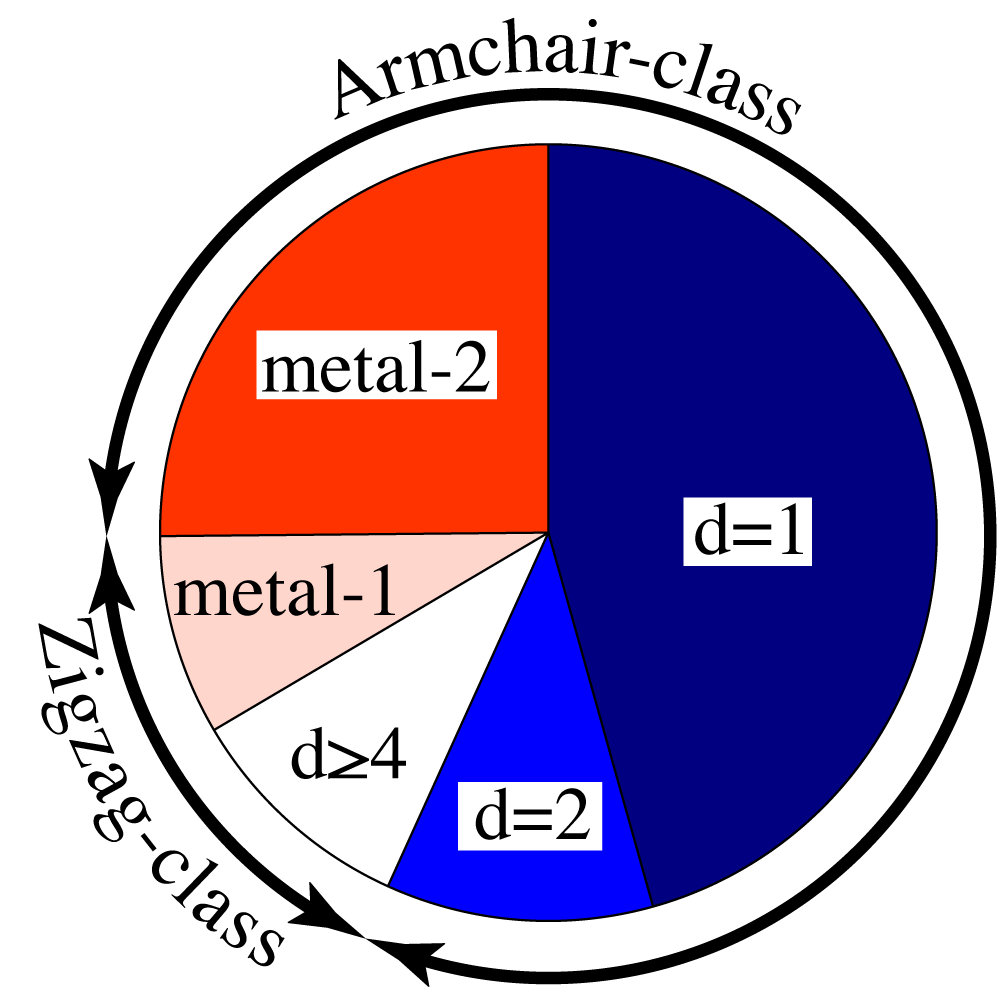 Armchair-class
metal-2
d=1
metal-1
d≥4
d=2
Zigzag-class